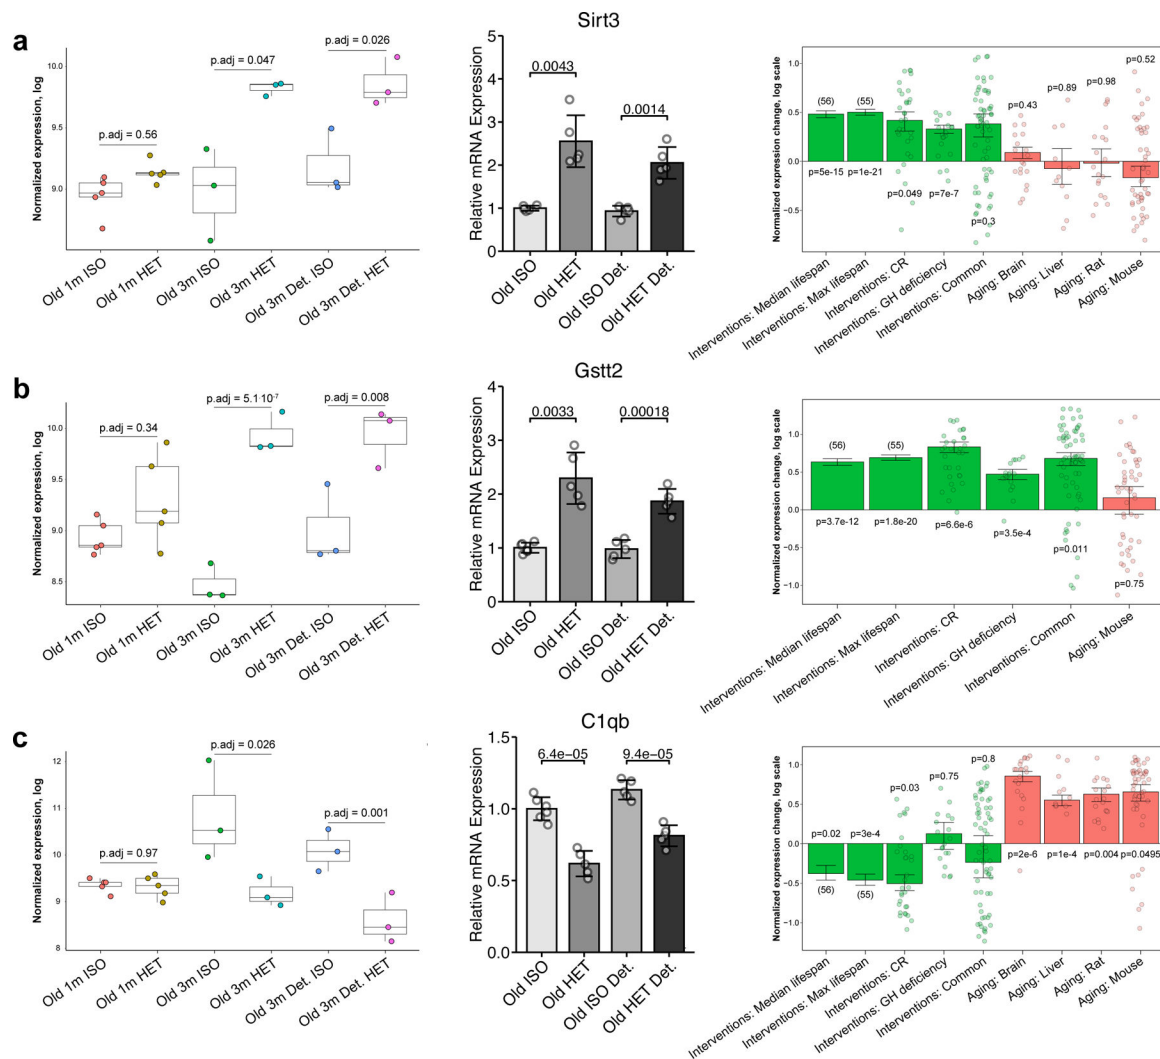 Sirt3
a
Normalized expression, log
10.0
9.5
9.0
p.adj = 0.56
p.adj = 0.047
p.adj = 0.026
Old 1m ISO
Old 1m HET
Old 3m ISO
Old 3m HET
Old 3m Det. ISO
Old 3m Det. HET
Relative mRNA Expression
5
4
3
2
1
0
0.0043
0.0014
Old ISO
Old HET
Old ISO Det.
Old HET Det.
Normalized expression change, log scale
1.0
0.5
0.0
−0.5
(56)
(55)
p=5e-15
p=1e-21
p=0.049
p=7e-7
p=0.3
p=0.43
p=0.89
p=0.98
p=0.52
Interventions: Median lifespan
Interventions: Max lifespan
Interventions: CR
Interventions: GH deficiency
Interventions: Common
Aging: Brain
Aging: Liver
Aging: Rat
Aging: Mouse
Gstt2
b
Normalized expression, log
10.0
9.5
9.0
8.5
p.adj = 0.34
p.adj = 5.1·10⁻⁷
p.adj = 0.008
Old 1m ISO
Old 1m HET
Old 3m ISO
Old 3m HET
Old 3m Det. ISO
Old 3m Det. HET
Relative mRNA Expression
4
3
2
1
0
0.0033
0.00018
Old ISO
Old HET
Old ISO Det.
Old HET Det.
Normalized expression change, log scale
1.0
0.5
0.0
−0.5
−1.0
(56)
(55)
p=3.7e-12
p=1.8e-20
p=6.6e-6
p=3.5e-4
p=0.011
p=0.75
Interventions: Median lifespan
Interventions: Max lifespan
Interventions: CR
Interventions: GH deficiency
Interventions: Common
Aging: Mouse
C1qb
c
Normalized expression, log
12
11
10
9
8
p.adj = 0.97
p.adj = 0.026
p.adj = 0.001
Old 1m ISO
Old 1m HET
Old 3m ISO
Old 3m HET
Old 3m Det. ISO
Old 3m Det. HET
Relative mRNA Expression
1.5
1.0
0.5
0.0
6.4e−05
9.4e−05
Old ISO
Old HET
Old ISO Det.
Old HET Det.
Normalized expression change, log scale
1.0
0.5
0.0
−0.5
−1.0
p=0.02
p=3e-4
p=0.03
p=0.75
p=0.8
(56)
(55)
p=2e-6
p=1e-4
p=0.004
p=0.0495
Interventions: Median lifespan
Interventions: Max lifespan
Interventions: CR
Interventions: GH deficiency
Interventions: Common
Aging: Brain
Aging: Liver
Aging: Rat
Aging: Mouse